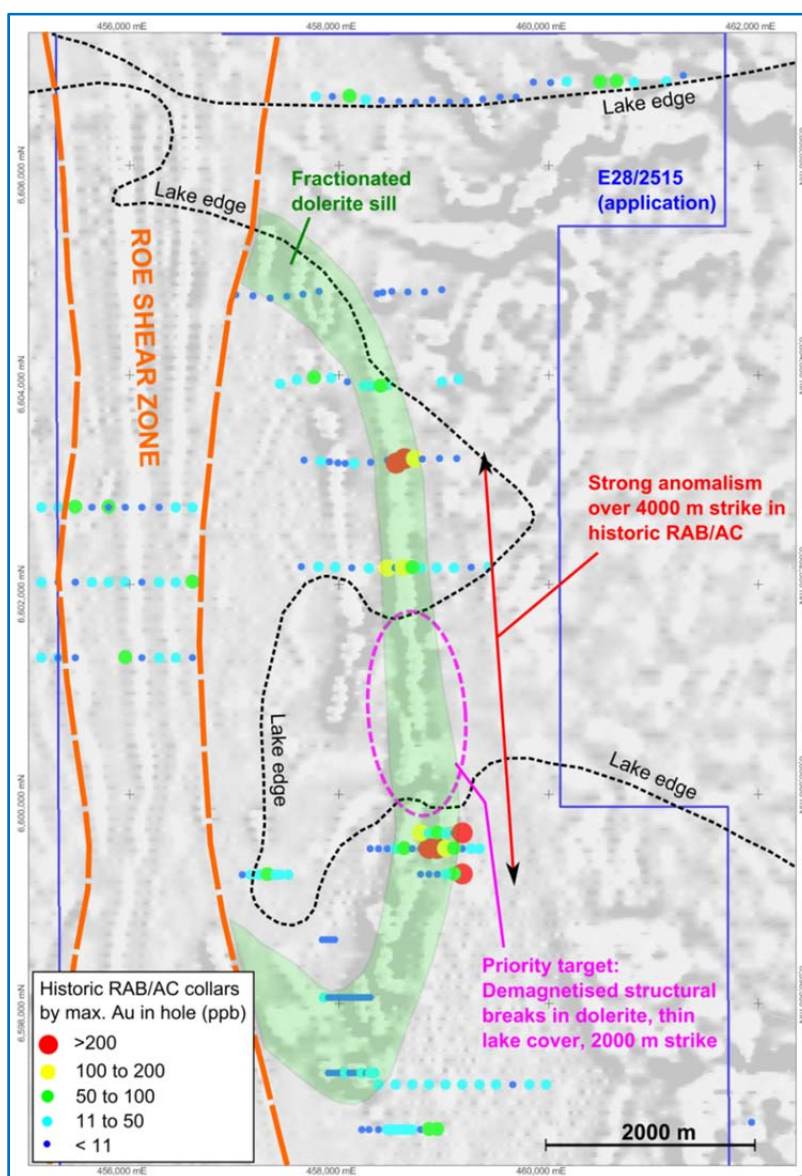 456,000 mE
458,000 mE
460,000 mE
462,000 mE
Lake edge
6,606,000 mN
Lake edge
Fractionated
dolerite sill
E28/2515
(application)
ROE SHEAR ZONE
6,604,000 mN
Strong anomalism
over 4000 m strike in
historic RAB/AC
6,602,000 mN
Lake edge
Lake edge
6,600,000 mN
Priority target:
Demagnetised structural
breaks in dolerite, thin
lake cover, 2000 m strike
6,598,000 mN
Historic RAB/AC collars
by max. Au in hole (ppb)
>200
100 to 200
50 to 100
11 to 50
< 11
2000 m
456,000 mE
458,000 mE
460,000 mE